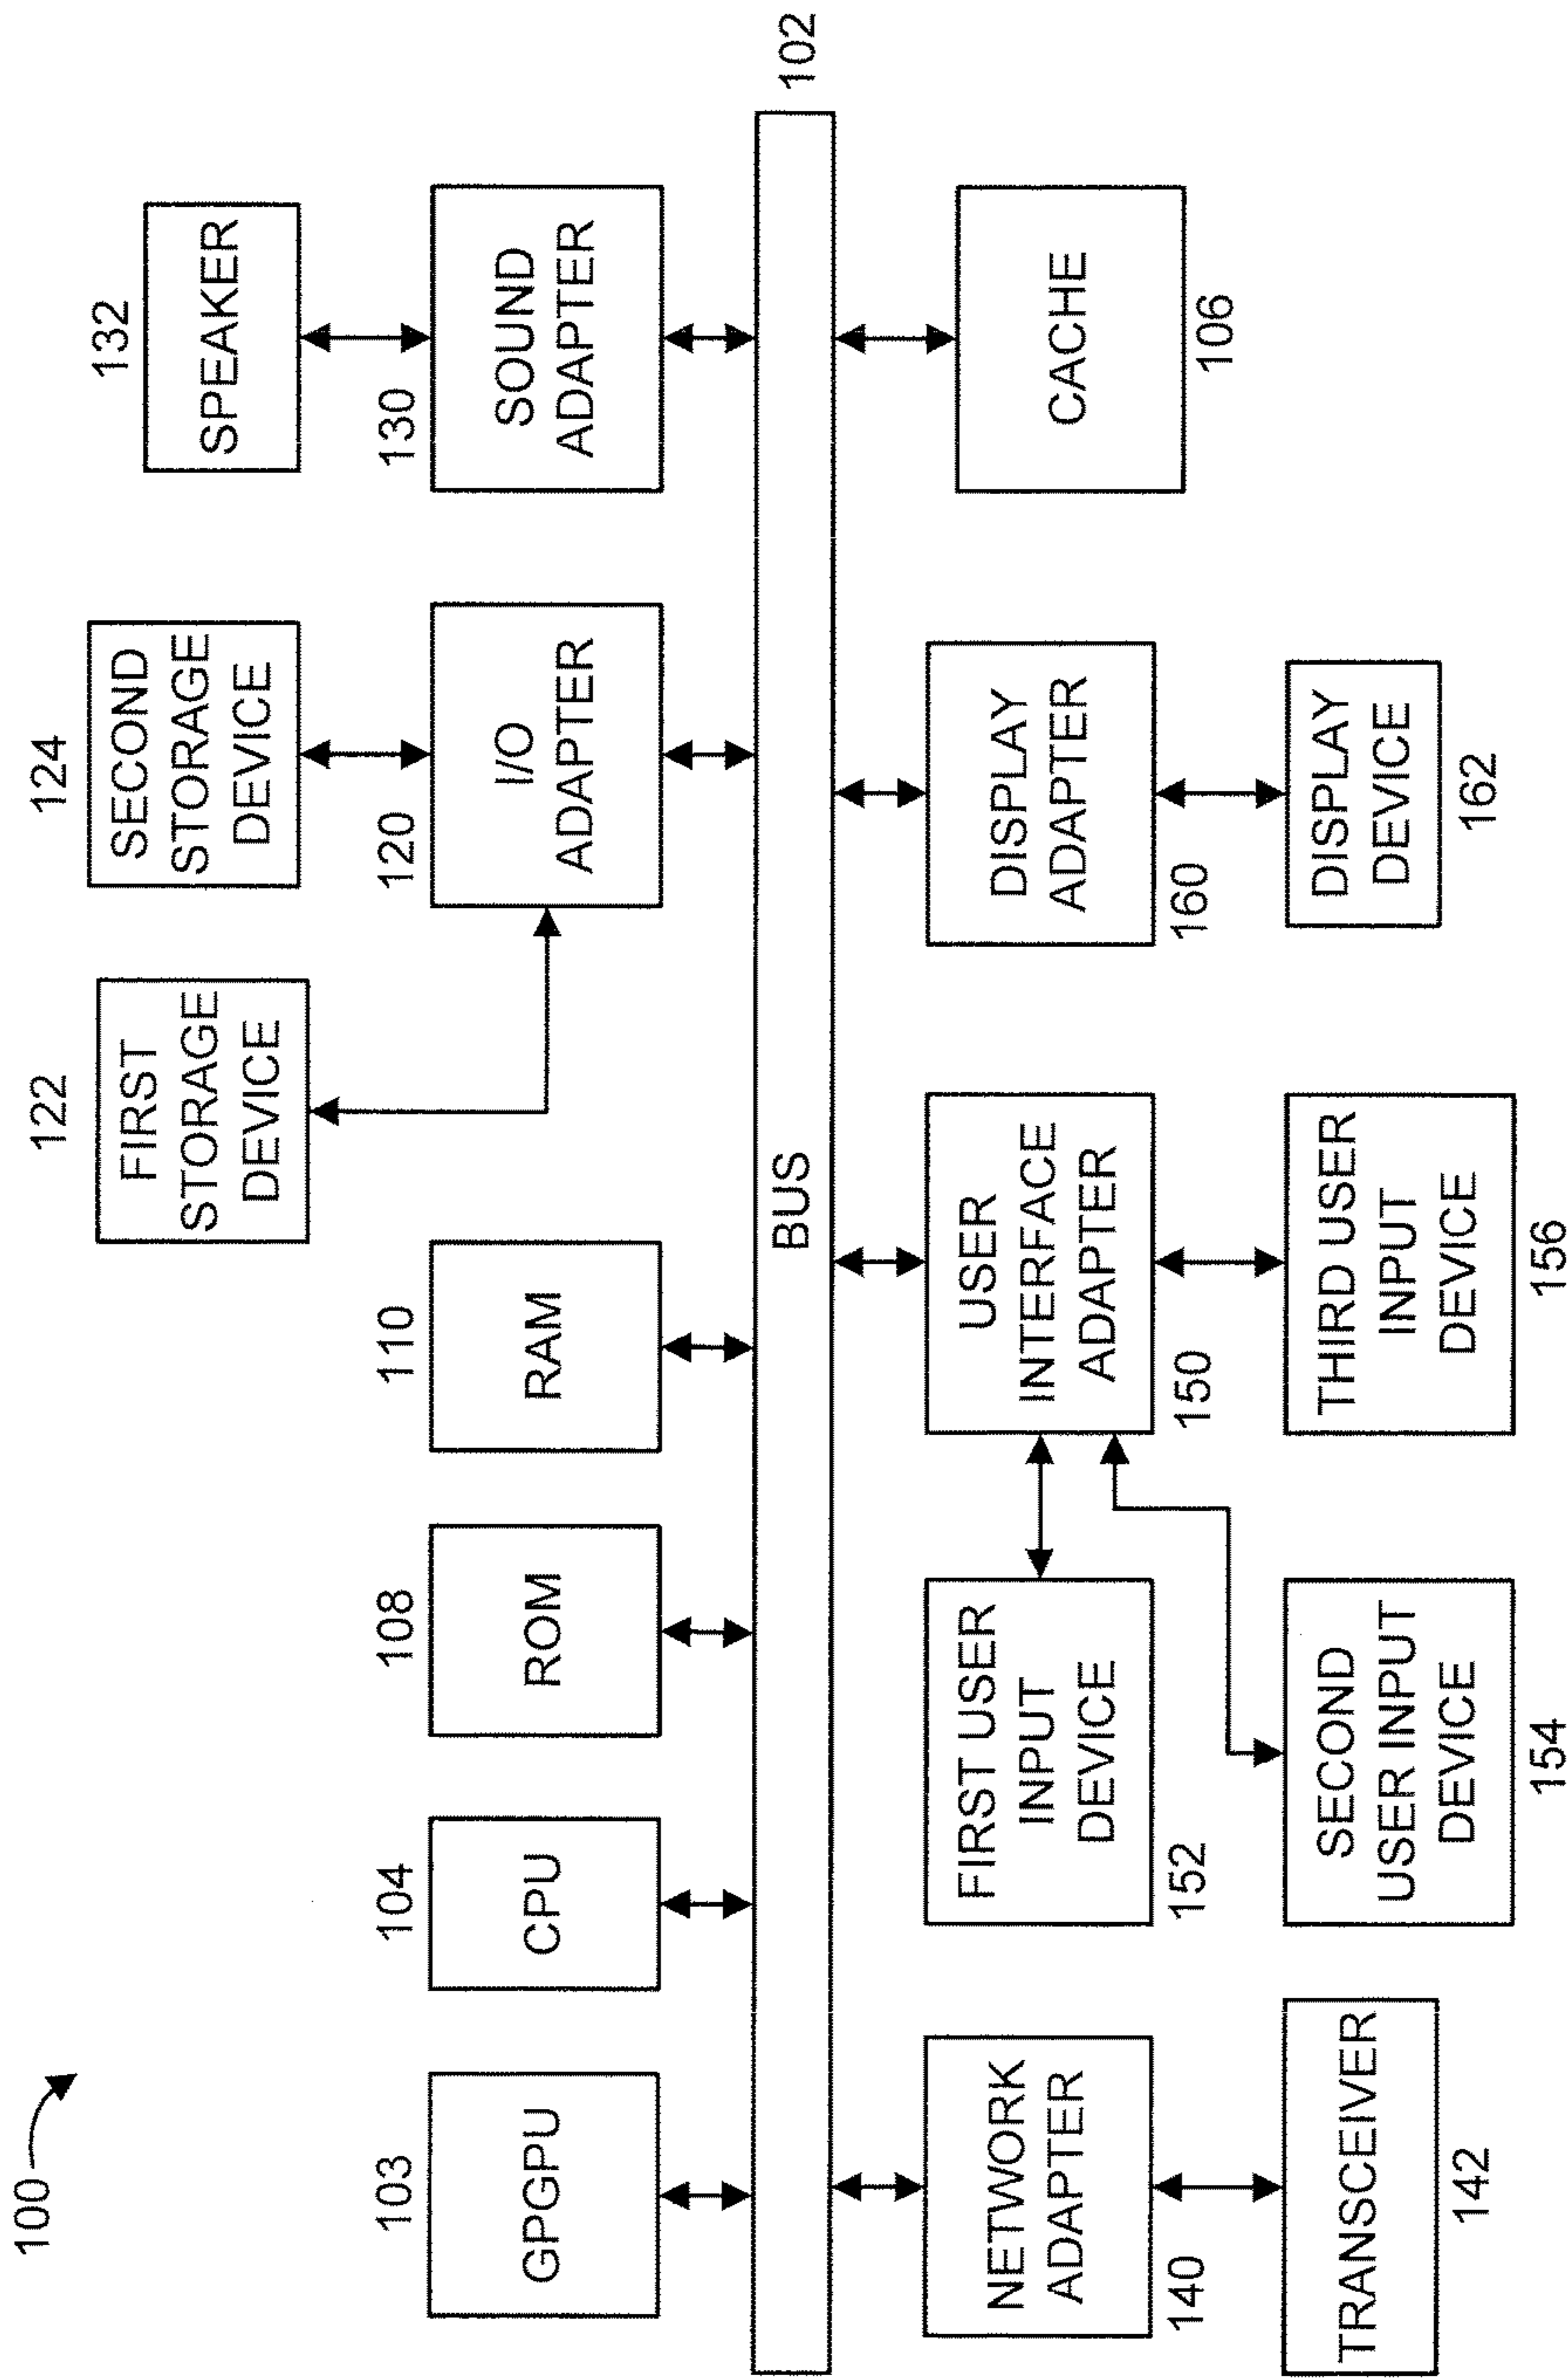 100
122
FIRST
STORAGE
DEVICE
124
SECOND
STORAGE
DEVICE
132
SPEAKER
103
GPGPU
104
CPU
108
ROM
110
RAM
120
I/O
ADAPTER
130
SOUND
ADAPTER
BUS
102
NETWORK
ADAPTER
140
FIRST USER
INPUT
DEVICE
152
USER
INTERFACE
ADAPTER
150
DISPLAY
ADAPTER
160
CACHE
106
TRANSCEIVER
142
SECOND
USER INPUT
DEVICE
154
THIRD USER
INPUT
DEVICE
156
DISPLAY
DEVICE
162